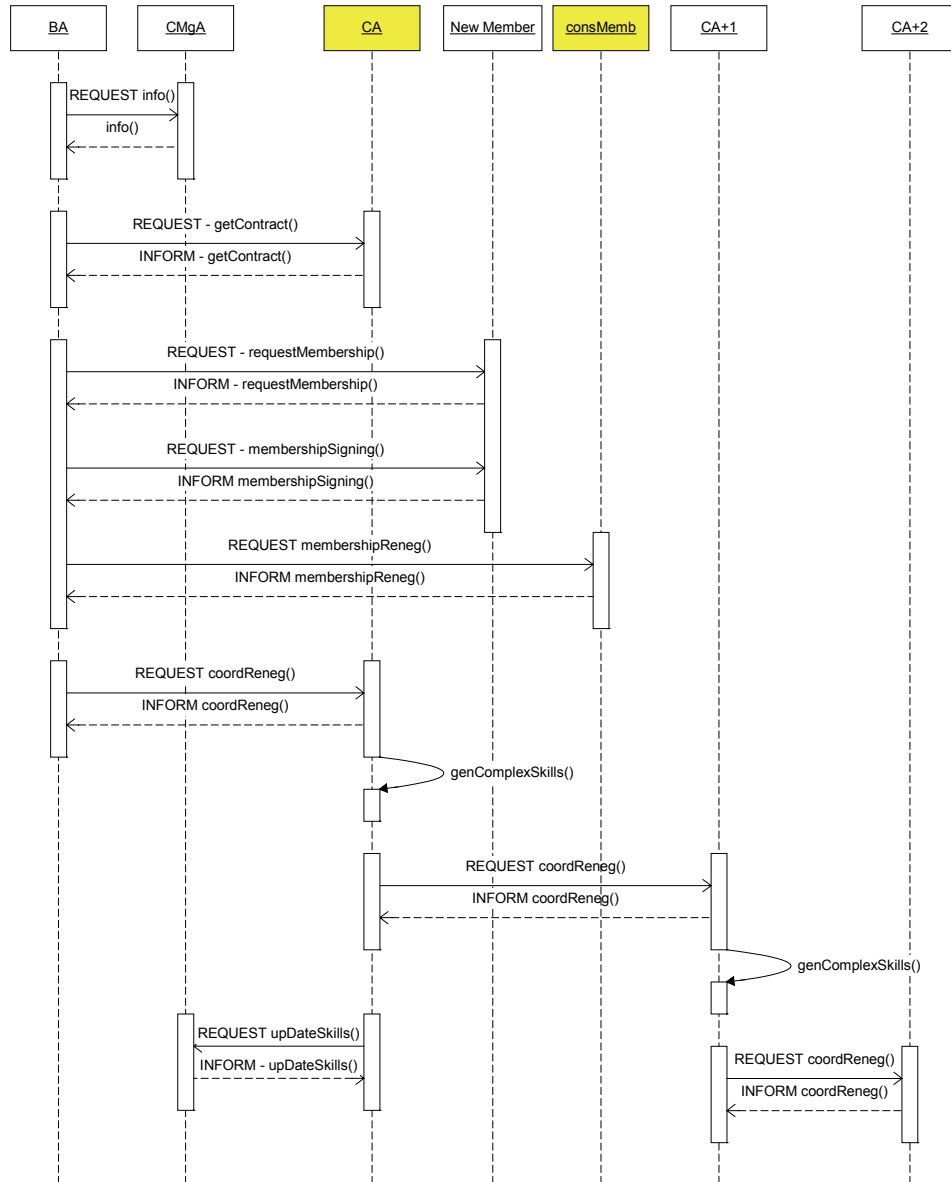 BA
CMgA
CA
New Member
consMemb
CA+1
CA+2
REQUEST info()
info()
REQUEST - getContract()
INFORM - getContract()
REQUEST - requestMembership()
INFORM - requestMembership()
REQUEST - membershipSigning()
INFORM membershipSigning()
REQUEST membershipReneg()
INFORM membershipReneg()
REQUEST coordReneg()
INFORM coordReneg()
genComplexSkills()
REQUEST coordReneg()
INFORM coordReneg()
genComplexSkills()
REQUEST upDateSkills()
INFORM - upDateSkills()
REQUEST coordReneg()
INFORM coordReneg()